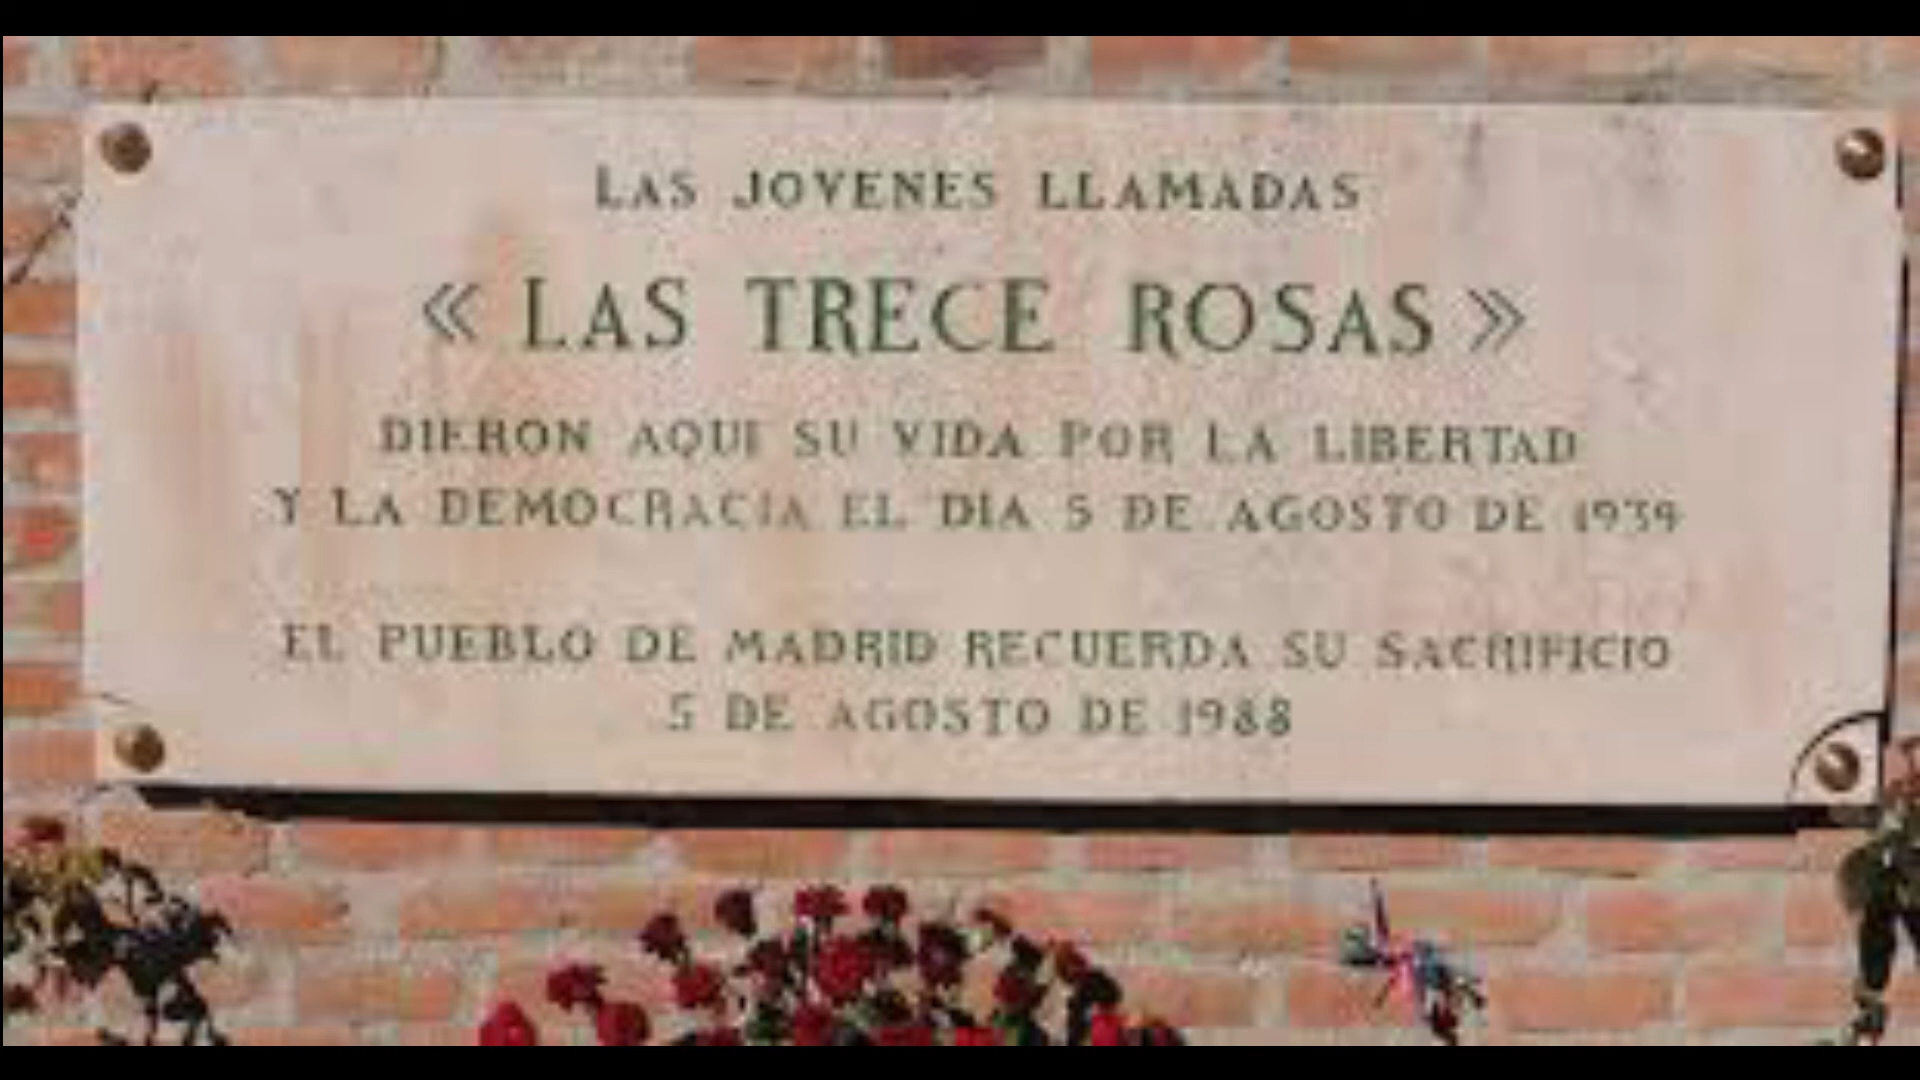 LAS JOVENES LLAMADAS
« LAS TRECE ROSAS »
DIERON AQUI SU VIDA POR LA LIBERTAD
Y LA DEMOCRACIA EL DIA 5 DE AGOSTO DE 1939
EL PUEBLO DE MADRID RECUERDA SU SACRIFICIO
5 DE AGOSTO DE 1988